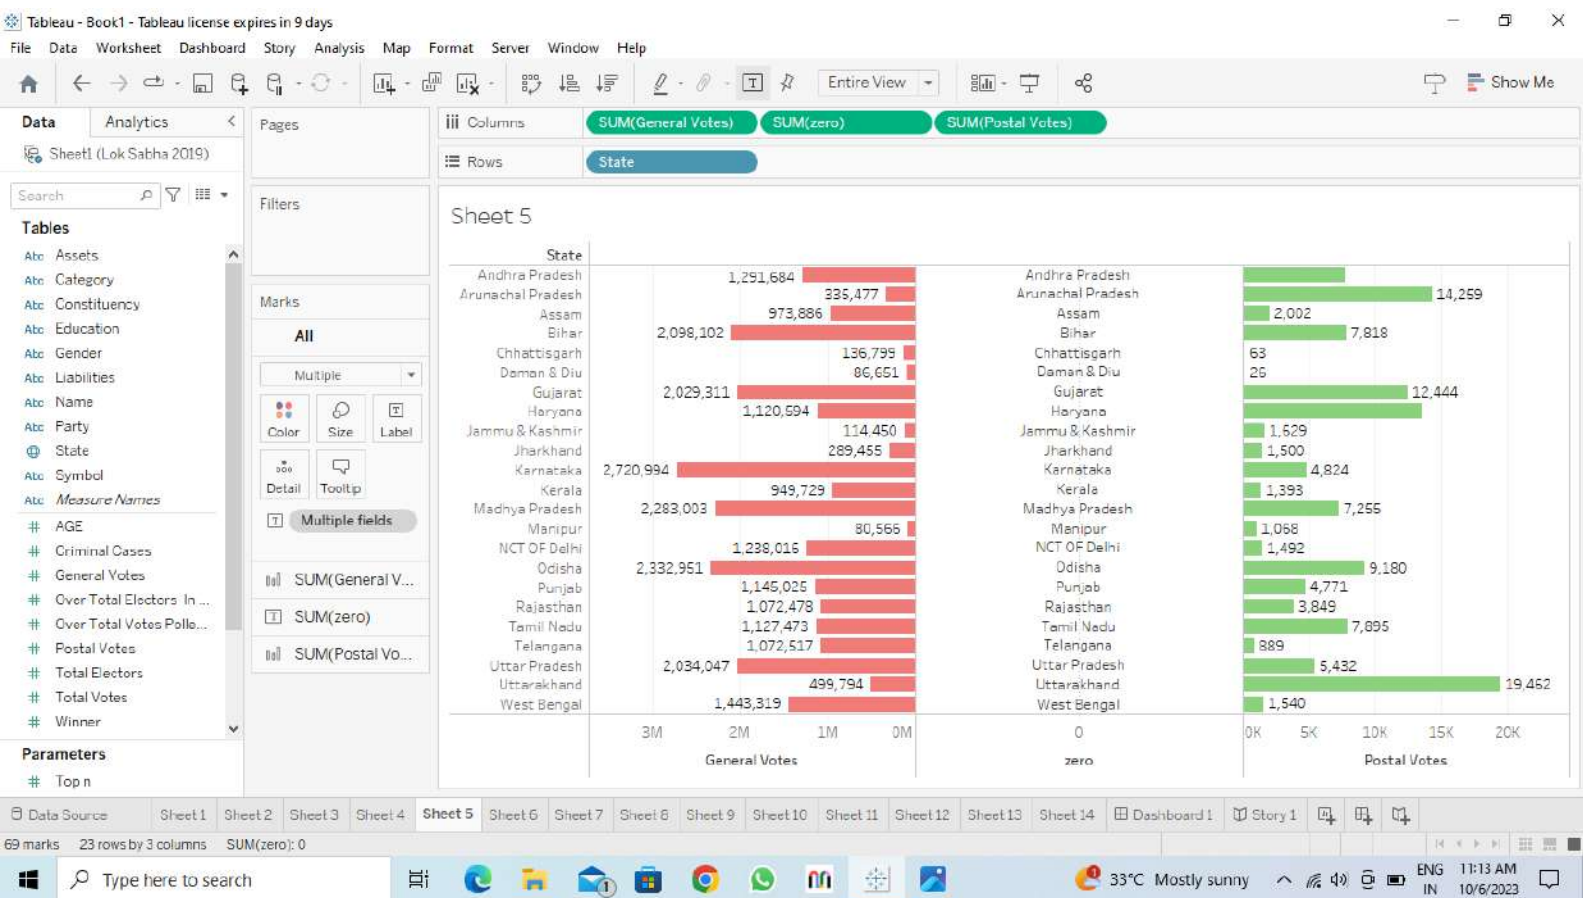 Tableau - Book1 - Tableau license expires in 9 days
File Data Worksheet Dashboard Story Analysis Map Format Server Window Help
Entire View Show Me
Data Analytics
Sheet1 (Lok Sabha 2019)
Search
Tables
Abc Assets
Abc Category
Abc Constituency
Abc Education
Abc Gender
Abc Liabilities
Abc Name
Abc Party
State
Abc Symbol
Abc Measure Names
# AGE
# Criminal Cases
# General Votes
# Over Total Electors In ...
# Over Total Votes Polle...
# Postal Votes
# Total Electors
# Total Votes
# Winner
Parameters
# Top n
Pages
Filters
Marks
All
Multiple
Color Size Label
Detail Tooltip
Multiple fields
SUM(General V...
SUM(zero)
SUM(Postal Vo...
Columns SUM(General Votes) SUM(zero) SUM(Postal Votes)
Rows State
Sheet 5
State
Andhra Pradesh 1,291,684 Andhra Pradesh
Arunachal Pradesh 335,477 Arunachal Pradesh 14,259
Assam 973,886 Assam 2,002
Bihar 2,098,102 Bihar 7,818
Chhattisgarh 136,799 Chhattisgarh 63
Daman & Diu 86,651 Daman & Diu 26
Gujarat 2,029,311 Gujarat 12,444
Haryana 1,120,594 Haryana
Jammu & Kashmir 114,450 Jammu & Kashmir 1,629
Jharkhand 289,455 Jharkhand 1,500
Karnataka 2,720,994 Karnataka 4,824
Kerala 949,729 Kerala 1,393
Madhya Pradesh 2,283,003 Madhya Pradesh 7,255
Manipur 80,566 Manipur 1,068
NCT OF Delhi 1,238,016 NCT OF Delhi 1,492
Odisha 2,332,951 Odisha 9,180
Punjab 1,145,025 Punjab 4,771
Rajasthan 1,072,478 Rajasthan 3,849
Tamil Nadu 1,127,473 Tamil Nadu 7,895
Telangana 1,072,517 Telangana 889
Uttar Pradesh 2,034,047 Uttar Pradesh 5,432
Uttarakhand 499,794 Uttarakhand 19,462
West Bengal 1,443,319 West Bengal 1,540
3M 2M 1M 0M 0 0K 5K 10K 15K 20K
General Votes zero Postal Votes
Data Source Sheet 1 Sheet 2 Sheet 3 Sheet 4 Sheet 5 Sheet 6 Sheet 7 Sheet 8 Sheet 9 Sheet 10 Sheet 11 Sheet 12 Sheet 13 Sheet 14 Dashboard 1 Story 1
69 marks 23 rows by 3 columns SUM(zero): 0
Type here to search 1 1 33°C Mostly sunny ENG 11:13 AM
IN 10/6/2023